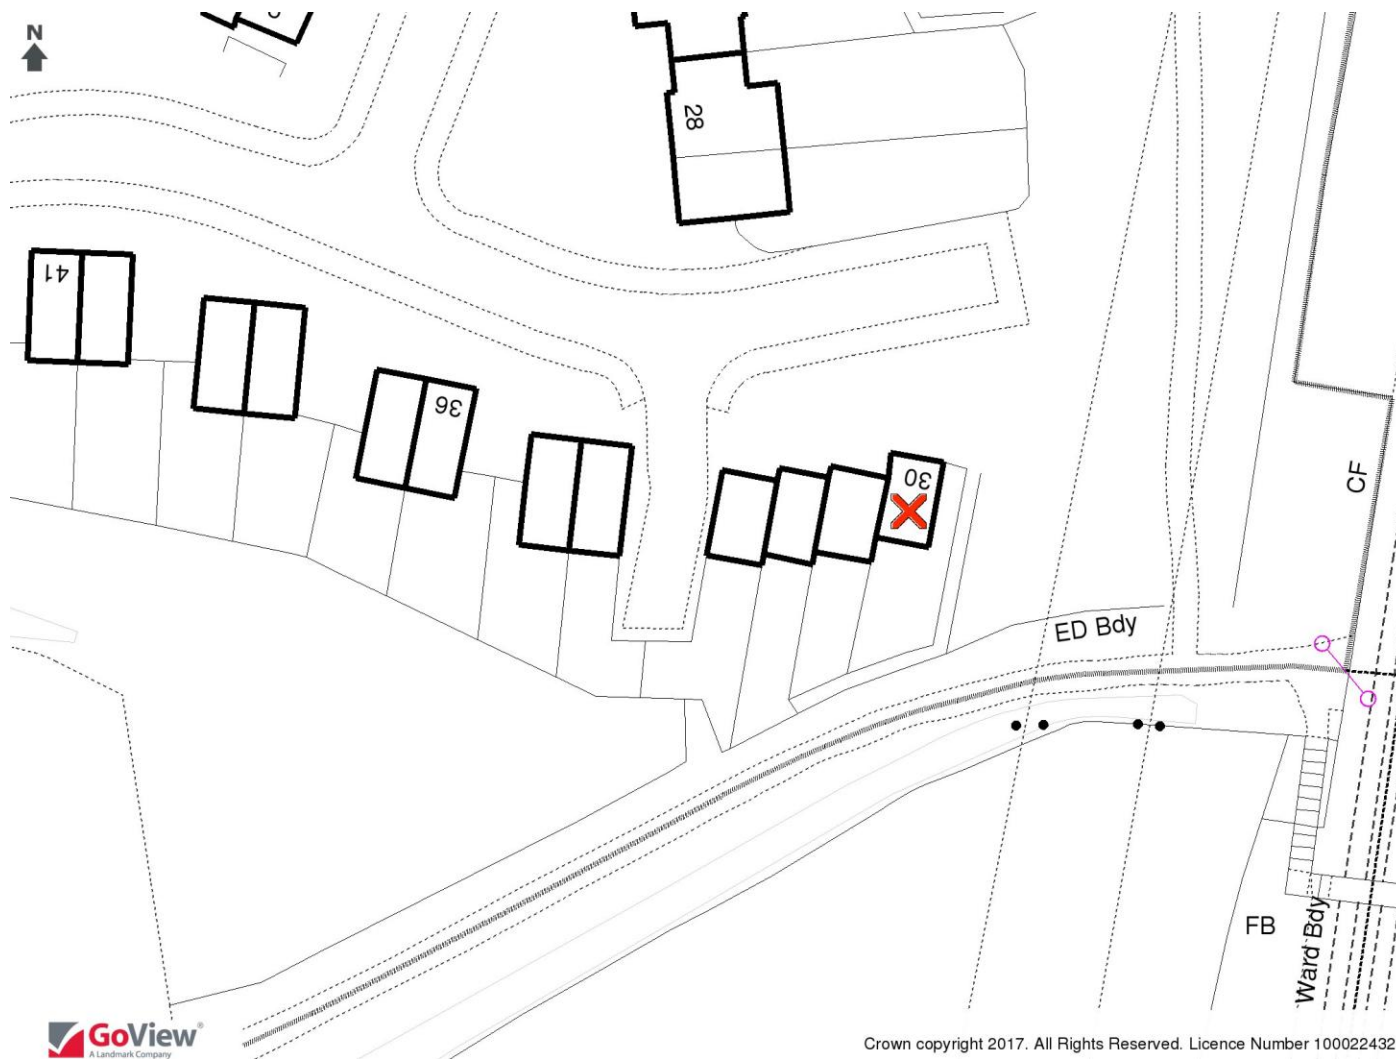 N
28
41
36
30
CF
ED Bdy
FB
Ward Bdy
GoView®
A Landmark Company
Crown copyright 2017. All Rights Reserved. Licence Number 100022432